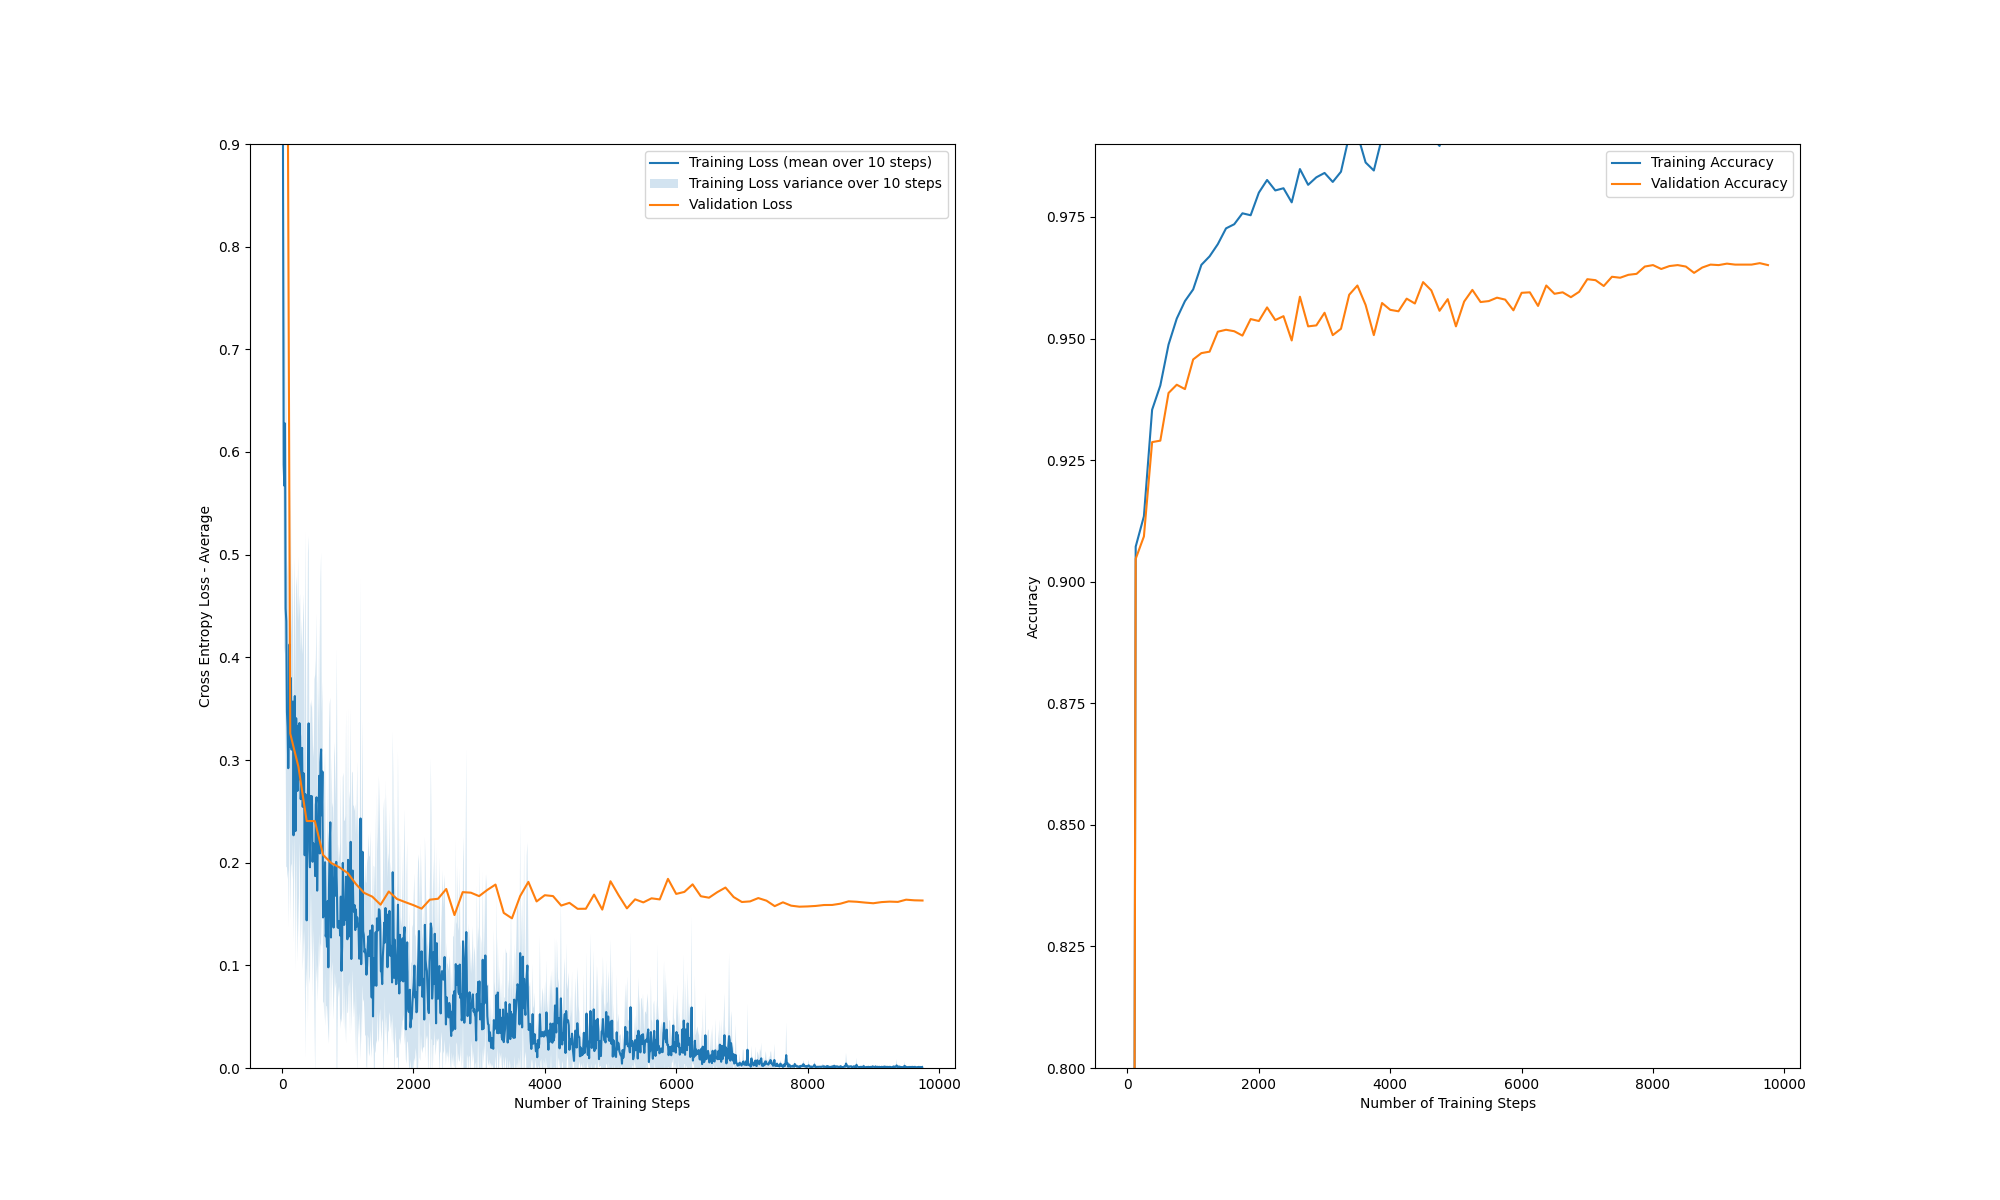 Training Loss (mean over 10 steps)
Training Loss variance over 10 steps
Validation Loss
0.9
0.8
0.7
0.6
0.5
0.4
0.3
0.2
0.1
0.0
Cross Entropy Loss - Average
0 2000 4000 6000 8000 10000
Number of Training Steps
Training Accuracy
Validation Accuracy
0.975
0.950
0.925
0.900
0.875
0.850
0.825
0.800
Accuracy
0 2000 4000 6000 8000 10000
Number of Training Steps